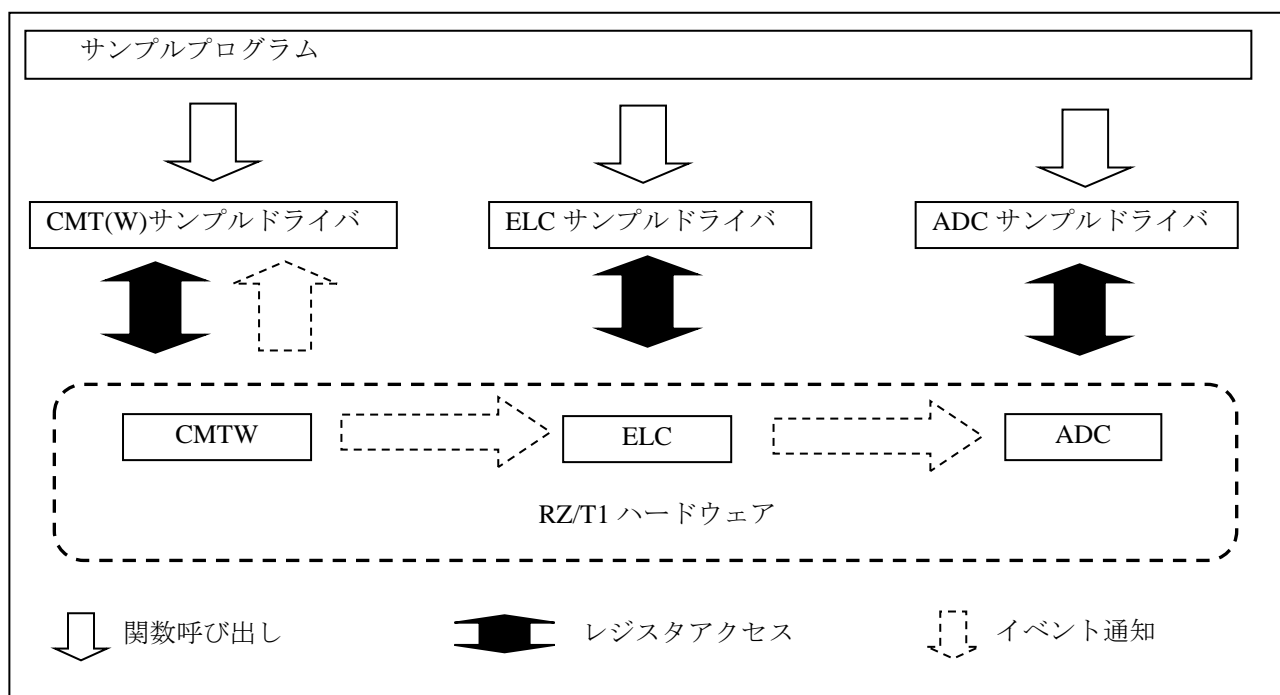 サンプルプログラム
CMT(W)サンプルドライバ
ELC サンプルドライバ
ADC サンプルドライバ
CMTW
ELC
ADC
RZ/T1 ハードウェア
関数呼び出し
レジスタアクセス
イベント通知